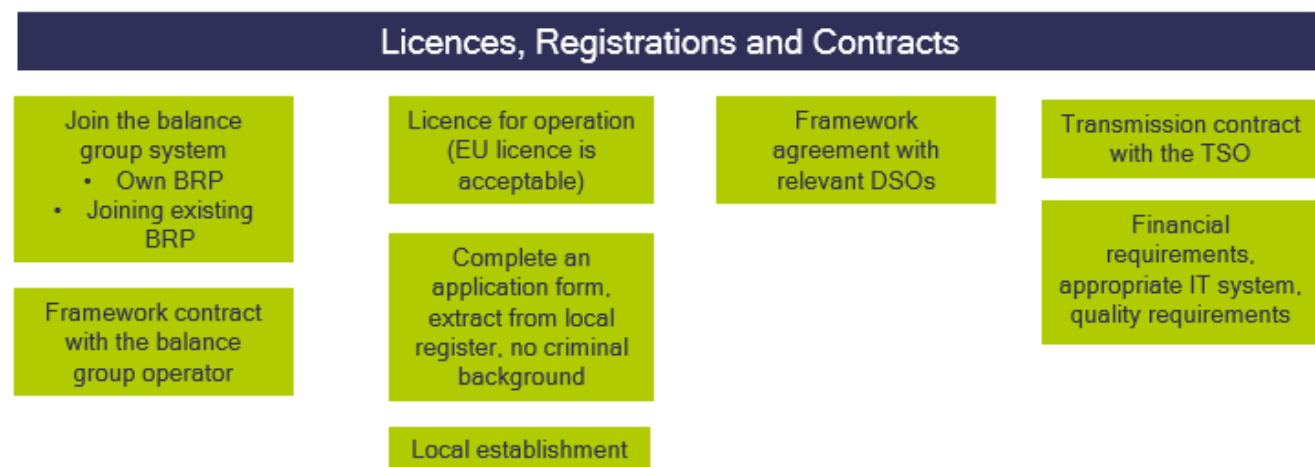 Licences, Registrations and Contracts
Join the balance
group system
• Own BRP
• Joining existing
BRP
Framework contract
with the balance
group operator
Licence for operation
(EU licence is
acceptable)
Complete an
application form,
extract from local
register, no criminal
background
Local establishment
Framework
agreement with
relevant DSOs
Transmission contract
with the TSO
Financial
requirements,
appropriate IT system,
quality requirements